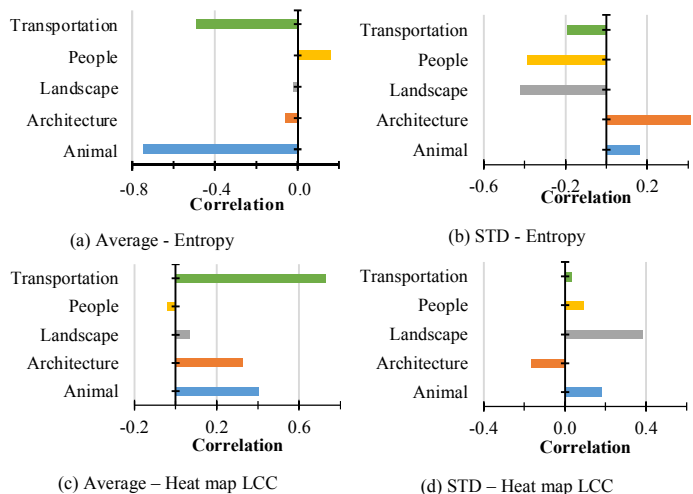 Transportation
People
Landscape
Architecture
Animal
-0.8 -0.4 0.0
Correlation
(a) Average - Entropy
Transportation
People
Landscape
Architecture
Animal
-0.6 -0.2 0.2
Correlation
(b) STD - Entropy
Transportation
People
Landscape
Architecture
Animal
-0.2 0.2 0.6
Correlation
(c) Average – Heat map LCC
Transportation
People
Landscape
Architecture
Animal
-0.4 0.0 0.4
Correlation
(d) STD – Heat map LCC